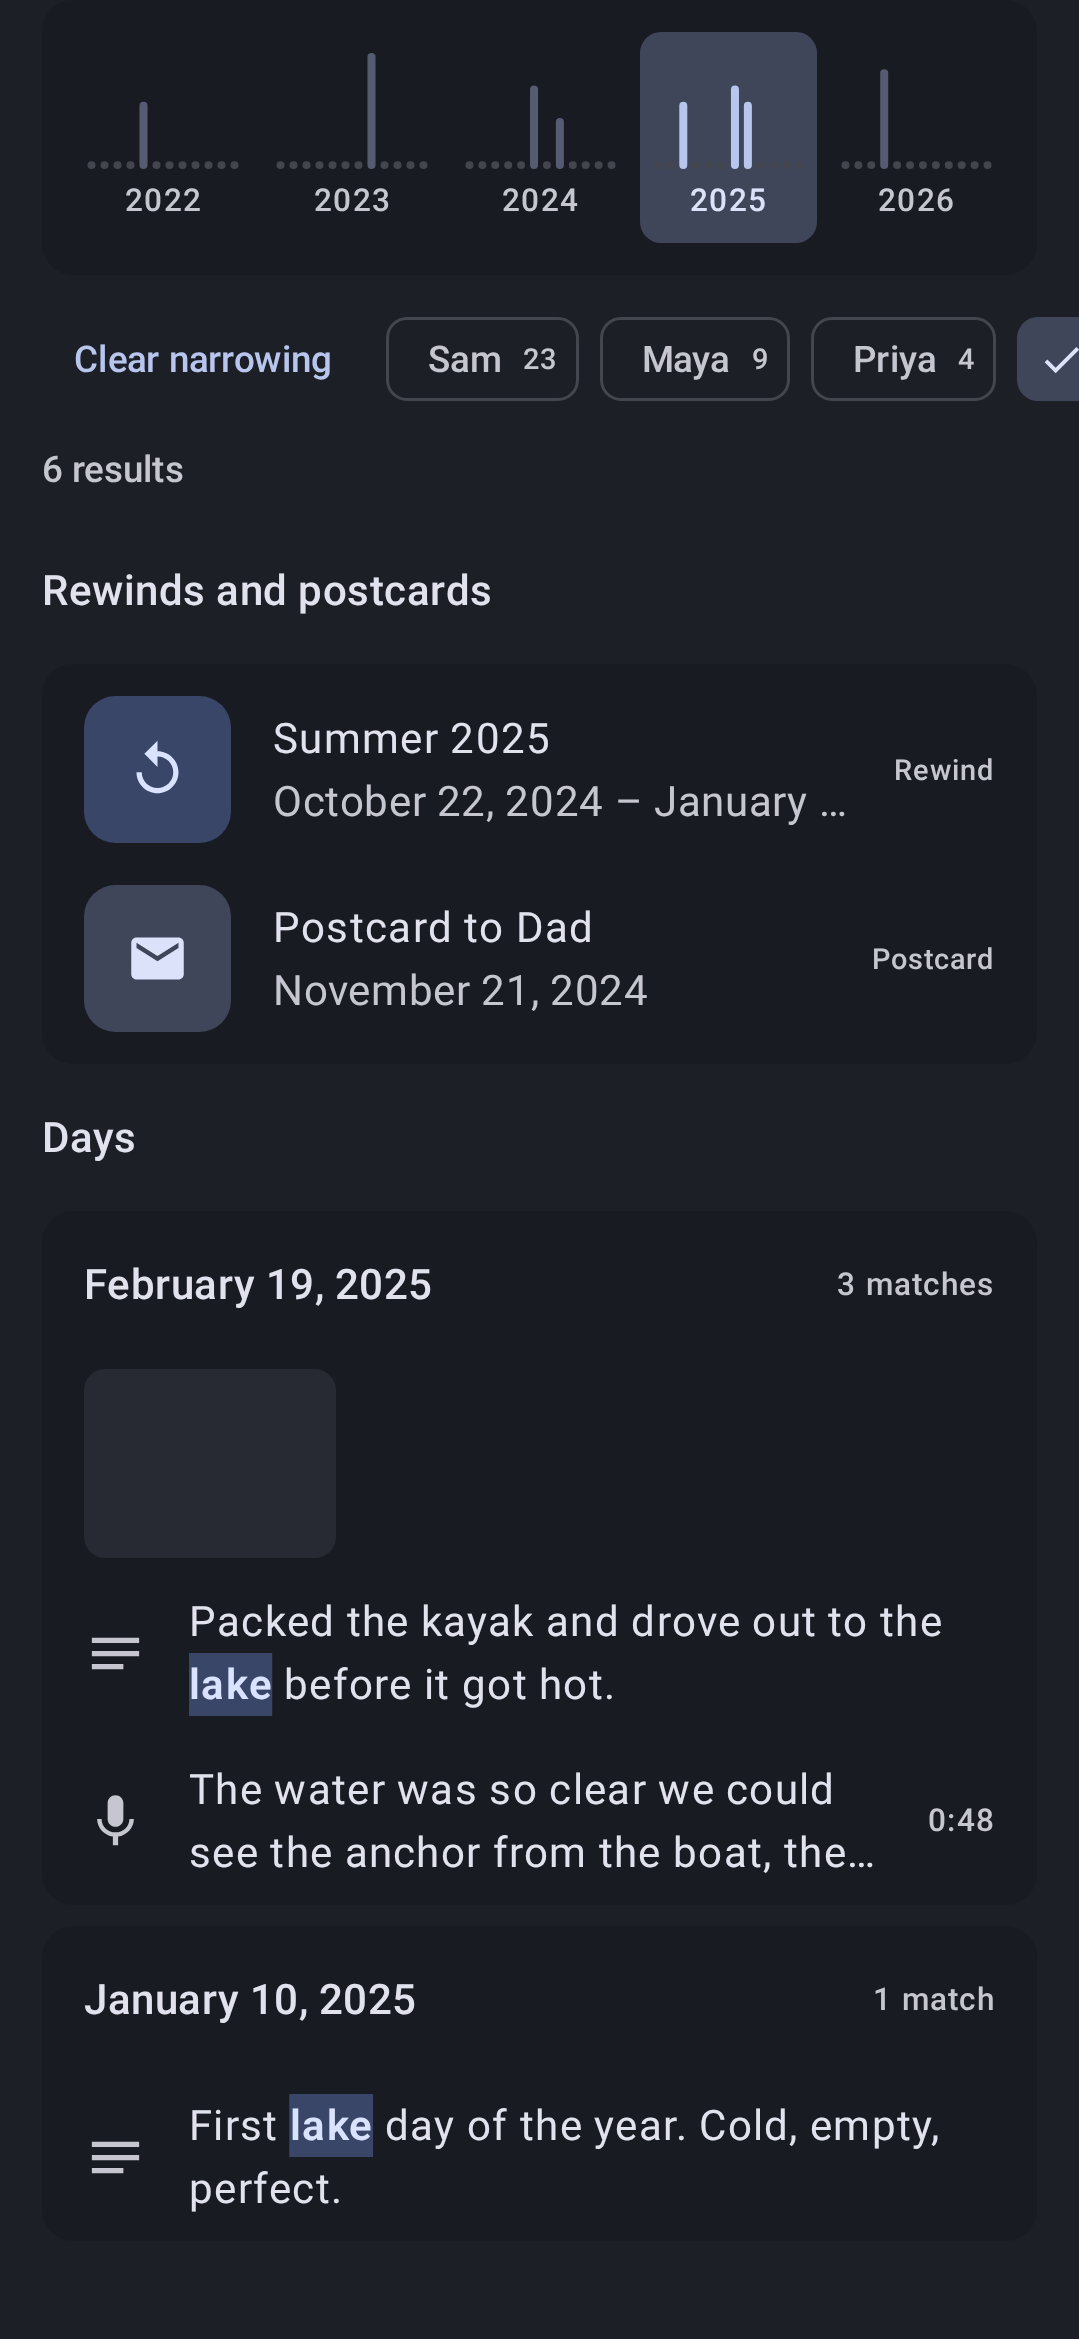 2022 2023 2024 2025 2026
Clear narrowing Sam 23 Maya 9 Priya 4
6 results
Rewinds and postcards
Summer 2025
October 22, 2024 – January ...
Rewind
Postcard to Dad
November 21, 2024
Postcard
Days
February 19, 2025 3 matches
Packed the kayak and drove out to the
lake before it got hot.
The water was so clear we could
see the anchor from the boat, the...
0:48
January 10, 2025 1 match
First lake day of the year. Cold, empty,
perfect.